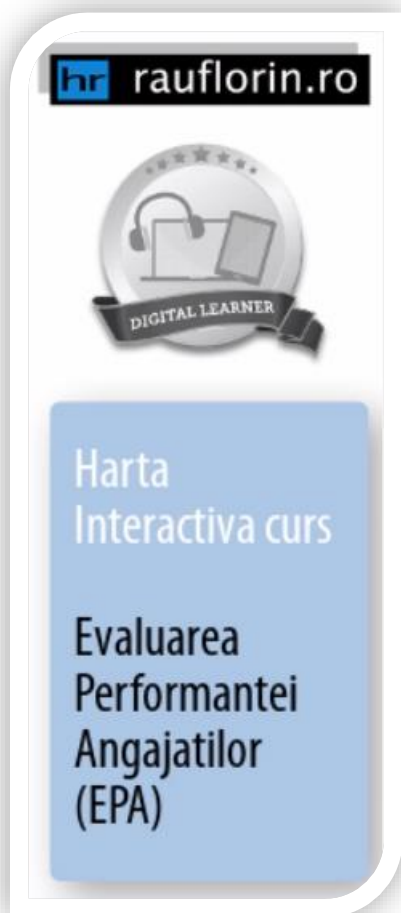 hr rauflorin.ro
DIGITAL LEARNER
Harta
Interactiva curs
Evaluarea
Performantei
Angajatilor
(EPA)